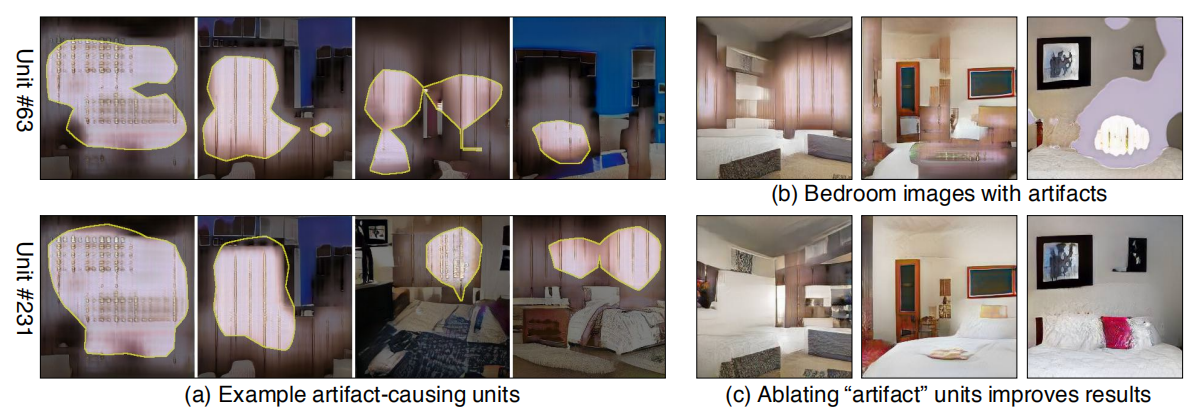 Unit #63
(b) Bedroom images with artifacts
Unit #231
(a) Example artifact-causing units
(c) Ablating “artifact” units improves results